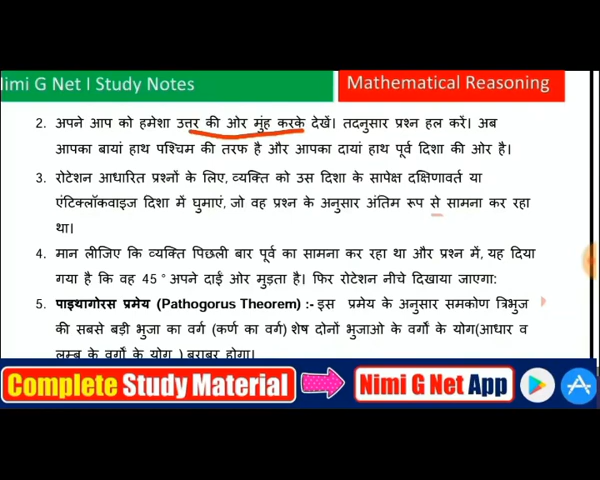 Nimi G Net I Study Notes
Mathematical Reasoning
2. अपने आप को हमेशा उत्तर की ओर मुंह करके देखें। तदनुसार प्रश्न हल करें। अब
आपका बायां हाथ पश्चिम की तरफ है और आपका दायां हाथ पूर्व दिशा की ओर है।
3. रोटेशन आधारित प्रश्नों के लिए, व्यक्ति को उस दिशा के सापेक्ष दक्षिणावर्त या
एंटिक्लॉकवाइज दिशा में घुमाएं, जो वह प्रश्न के अनुसार अंतिम रूप से सामना कर रहा
था।
4. मान लीजिए कि व्यक्ति पिछली बार पूर्व का सामना कर रहा था और प्रश्न में, यह दिया
गया है कि वह 45° अपने दाईं ओर मुड़ता है। फिर रोटेशन नीचे दिखाया जाएगा:
5. पाइथागोरस प्रमेय (Pathogorus Theorem) :- इस प्रमेय के अनुसार समकोण त्रिभुज
की सबसे बड़ी भुजा का वर्ग (कर्ण का वर्ग) शेष दोनों भुजाओ के वर्गो के योग(आधार व
लम्ब के वर्गों के योग ) बराबर होगा।
Complete Study Material
Nimi G Net App